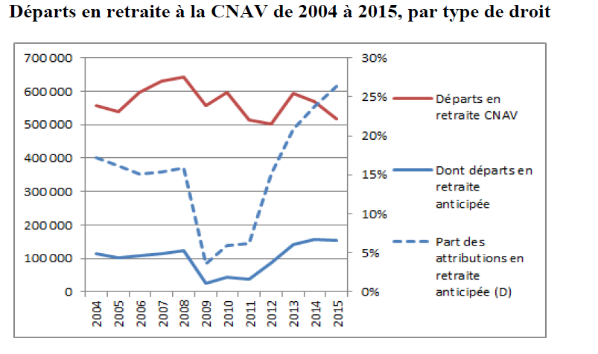 Départs en retraite à la CNAV de 2004 à 2015, par type de droit
700 000
600 000
500 000
400 000
300 000
200 000
100 000
0
30%
25%
20%
15%
10%
5%
0%
2004
2005
2006
2007
2008
2009
2010
2011
2012
2013
2014
2015
Départs en
retraite CNAV
Dont départs en
retraite
anticipée
Part des
attributions en
retraite
anticipée (D)